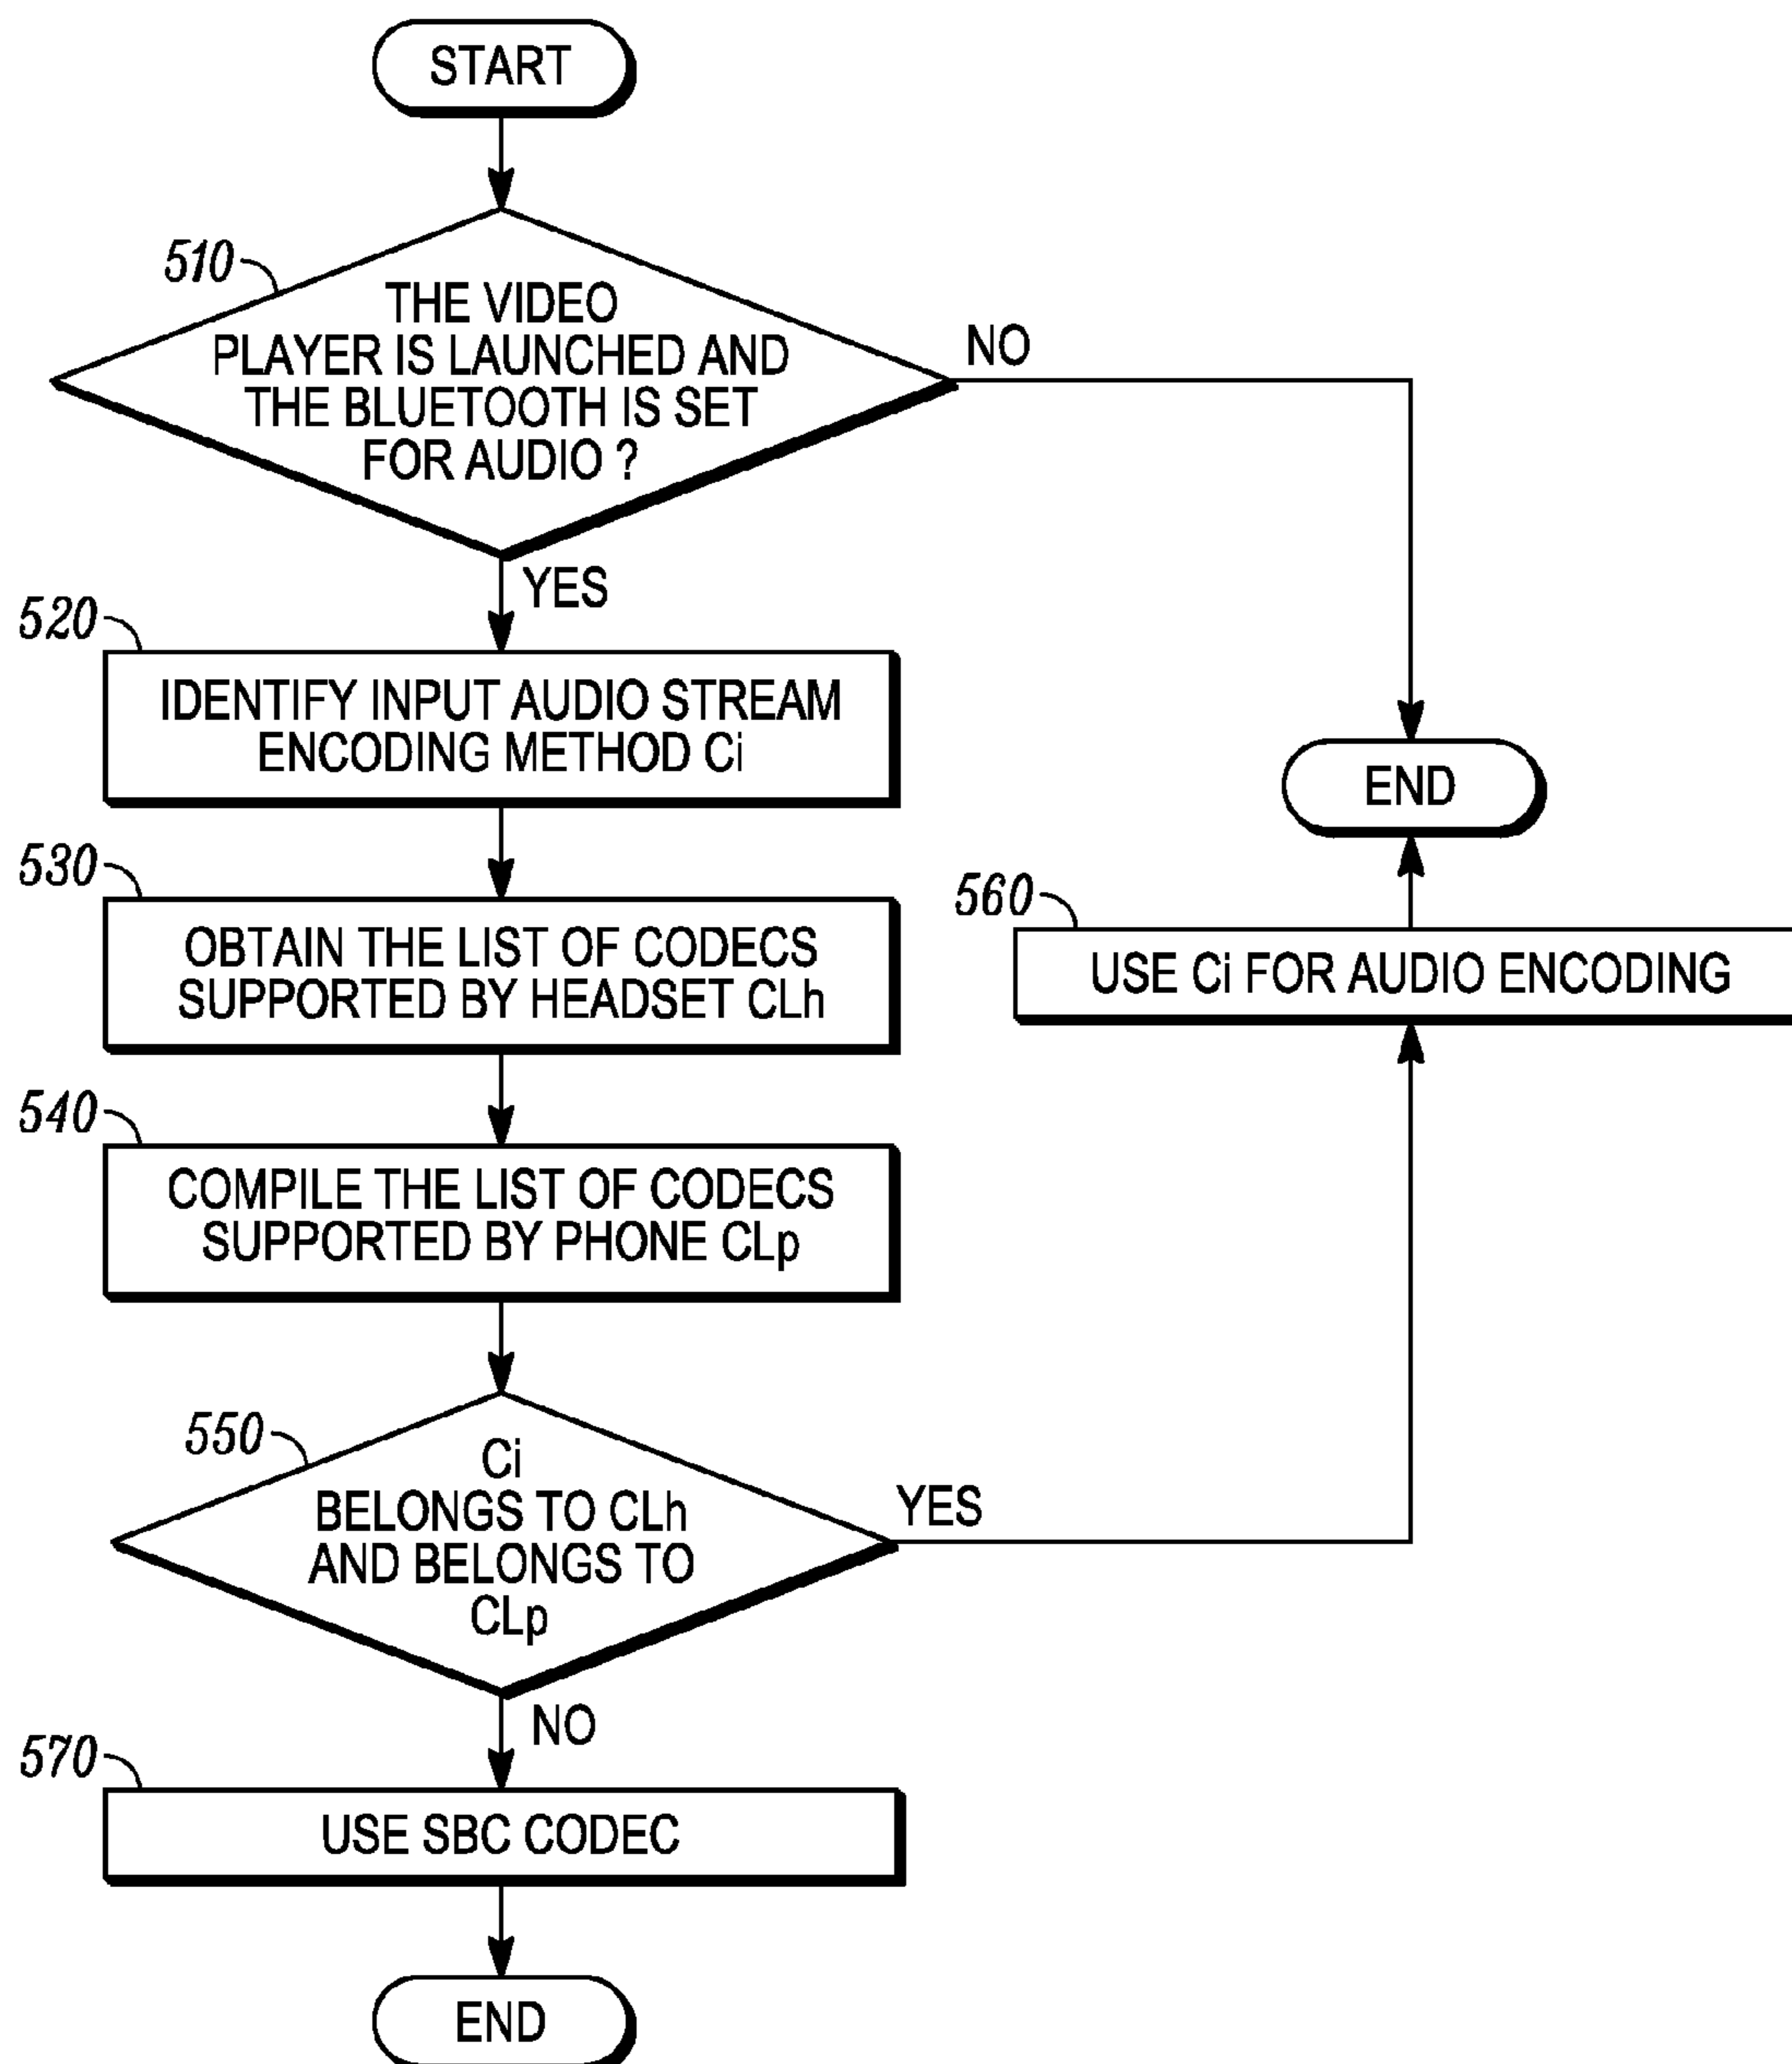 START
510
THE VIDEO
PLAYER IS LAUNCHED AND
THE BLUETOOTH IS SET
FOR AUDIO ?
NO
YES
520
IDENTIFY INPUT AUDIO STREAM
ENCODING METHOD Ci
END
530
OBTAIN THE LIST OF CODECS
SUPPORTED BY HEADSET CLh
560
USE Ci FOR AUDIO ENCODING
540
COMPILE THE LIST OF CODECS
SUPPORTED BY PHONE CLp
550
Ci
BELONGS TO CLh
AND BELONGS TO
CLp
YES
NO
570
USE SBC CODEC
END